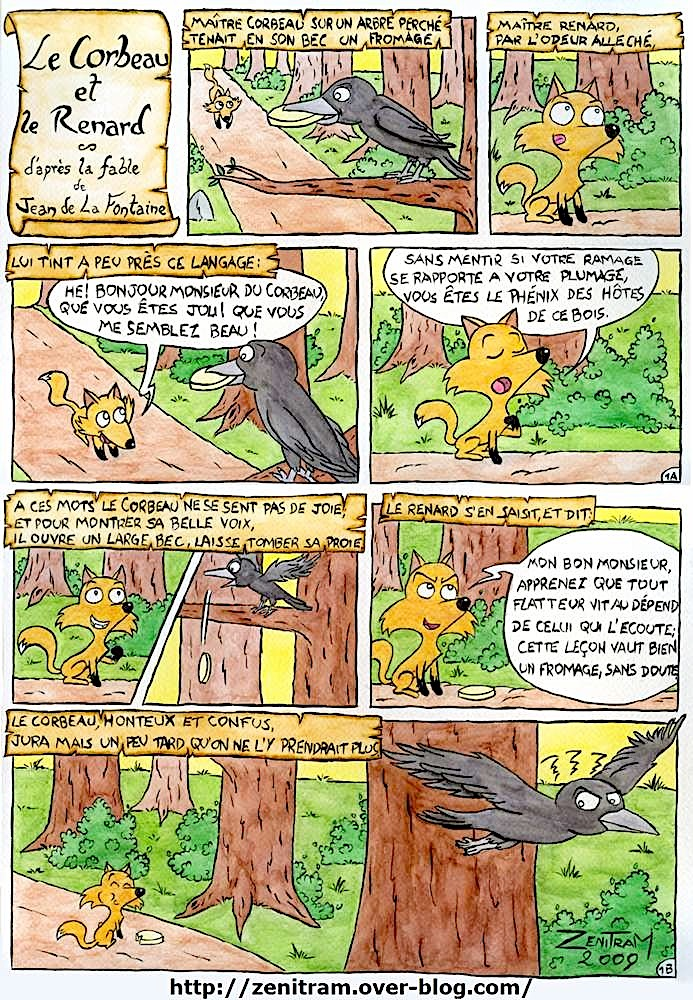 Le Corbeau
et
le Renard
d'après la fable
de
Jean de La Fontaine
MAÎTRE CORBEAU SUR UN ARBRE PERCHÉ
TENAIT EN SON BEC UN FROMAGE,
MAÎTRE RENARD,
PAR L'ODEUR ALLECHÉ,
LUI TINT A PEU PRÈS CE LANGAGE:
HE! BONJOUR MONSIEUR DU CORBEAU,
QUE VOUS ÊTES JOLI! QUE VOUS
ME SEMBLEZ BEAU!
SANS MENTIR SI VOTRE RAMAGE
SE RAPPORTE A VOTRE PLUMAGE,
VOUS ÊTES LE PHÉNIX DES HÔTES
DE CE BOIS.
1A
A CES MOTS LE CORBEAU NE SE SENT PAS DE JOIE,
ET POUR MONTRER SA BELLE VOIX,
IL OUVRE UN LARGE BEC, LAISSE TOMBER SA PROIE
LE RENARD S'EN SAISIT, ET DIT:
MON BON MONSIEUR,
APPRENEZ QUE TOUT
FLATTEUR VIT AU DÉPEND
DE CELUI QUI L'ECOUTE;
CETTE LEÇON VAUT BIEN
UN FROMAGE, SANS DOUTE
LE CORBEAU, HONTEUX ET CONFUS,
JURA MAIS UN PEU TARD QU'ON NE L'Y PRENDRAIT PLUS
ZENITRAM
2009
1B
http://zenitram.over-blog.com/